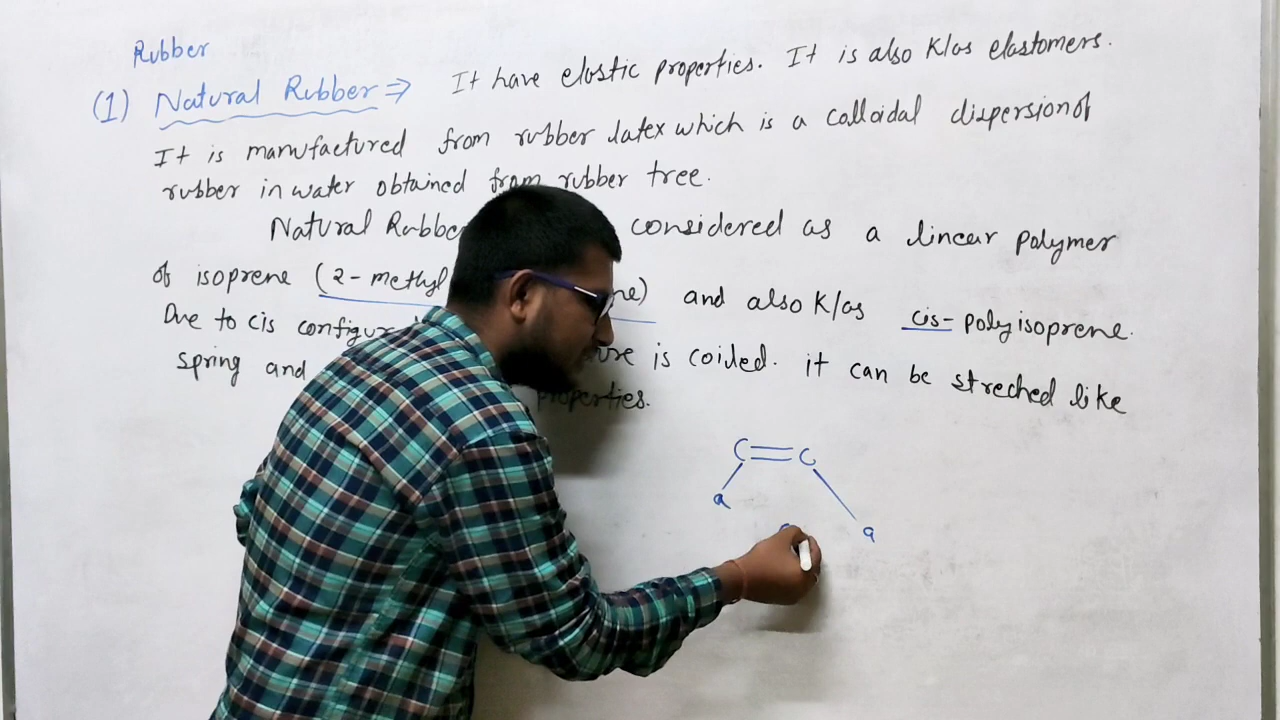 Rubber
(1) Natural Rubber ⇒ It have elastic properties. It is also K/as elastomers.
It is manufactured from rubber latex which is a colloidal dispersion of
rubber in water obtained from rubber tree.
Natural Rubber considered as a linear polymer
of isoprene (2-methyl ne) and also K/as cis-polyisoprene.
Due to cis is coiled. it can be streched like
spring and properties.
C=C
a
a